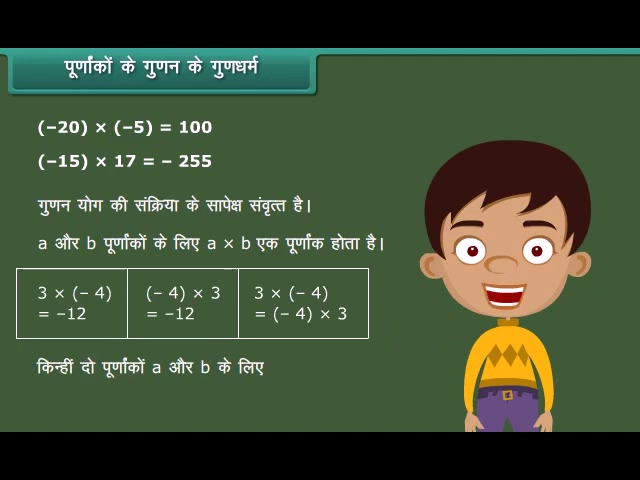 पूर्णांकों के गुणन के गुणधर्म
(–20) × (–5) = 100
(–15) × 17 = – 255
गुणन योग की संक्रिया के सापेक्ष संवृत्त है।
a और b पूर्णांकों के लिए a × b एक पूर्णांक होता है।
3 × (– 4)
= –12
(– 4) × 3
= –12
3 × (– 4)
= (– 4) × 3
किन्हीं दो पूर्णांकों a और b के लिए